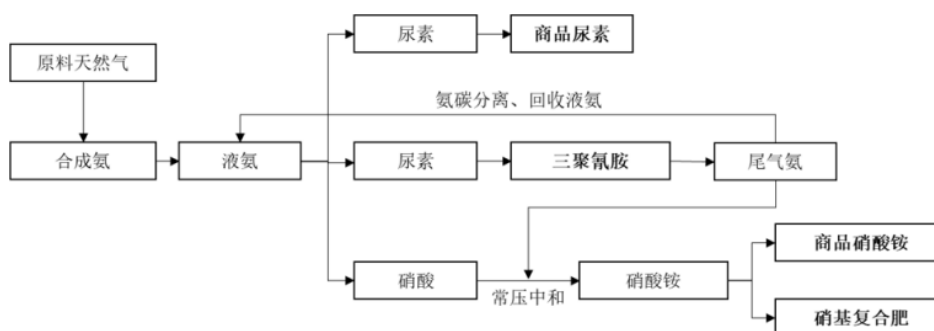 尿素
商品尿素
原料天然气
氨碳分离、回收液氨
合成氨
液氨
尿素
三聚氰胺
尾气氨
商品硝酸铵
硝酸
常压中和
硝酸铵
硝基复合肥